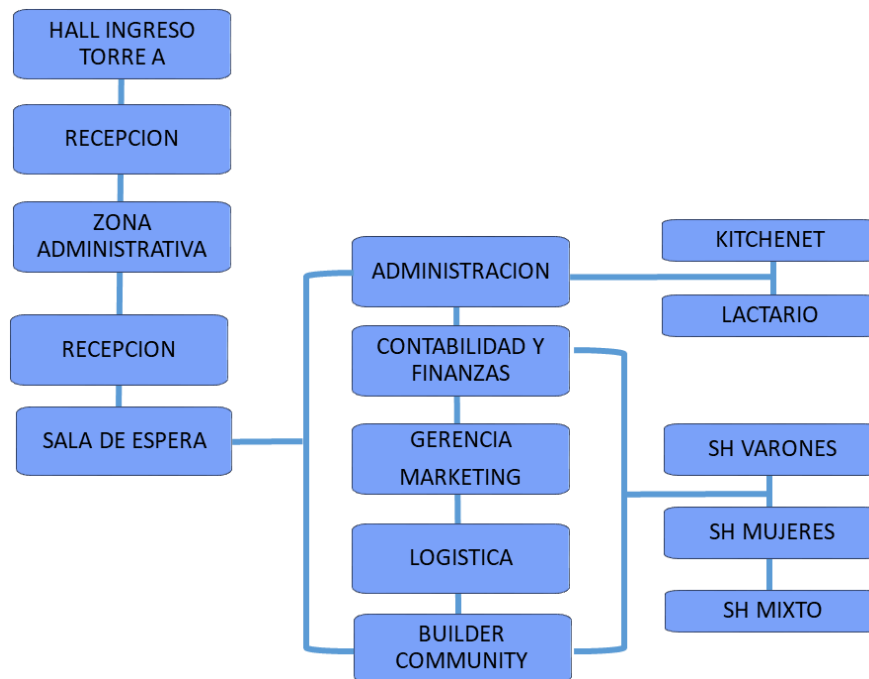 HALL INGRESO
TORRE A
RECEPCION
ZONA
ADMINISTRATIVA
RECEPCION
SALA DE ESPERA
ADMINISTRACION
CONTABILIDAD Y
FINANZAS
GERENCIA
MARKETING
LOGISTICA
BUILDER
COMMUNITY
KITCHENET
LACTARIO
SH VARONES
SH MUJERES
SH MIXTO